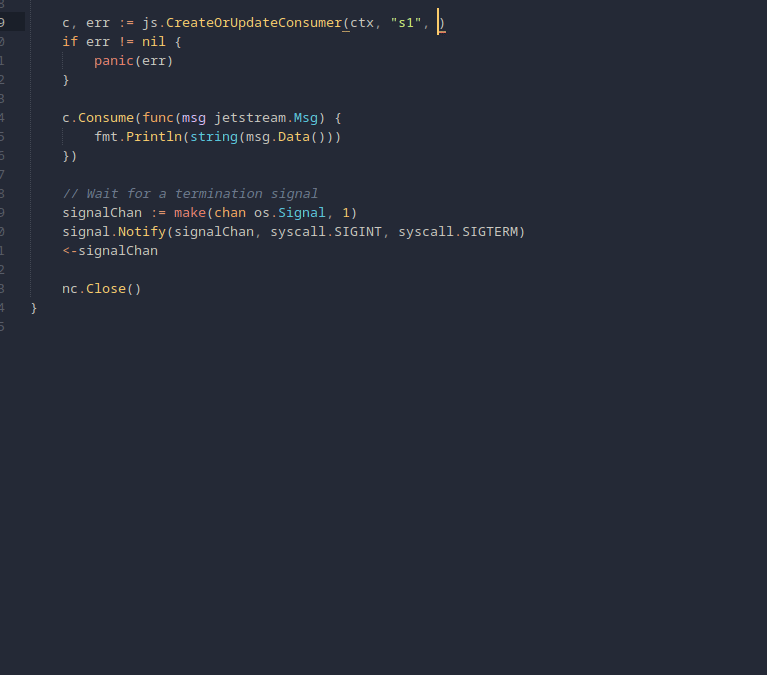 9 c, err := js.CreateOrUpdateConsumer(ctx, "s1", )
0 if err != nil {
1 panic(err)
2 }
3
4 c.Consume(func(msg jetstream.Msg) {
5 fmt.Println(string(msg.Data()))
6 })
7
8 // Wait for a termination signal
9 signalChan := make(chan os.Signal, 1)
0 signal.Notify(signalChan, syscall.SIGINT, syscall.SIGTERM)
1 <-signalChan
2
3 nc.Close()
4 }
5